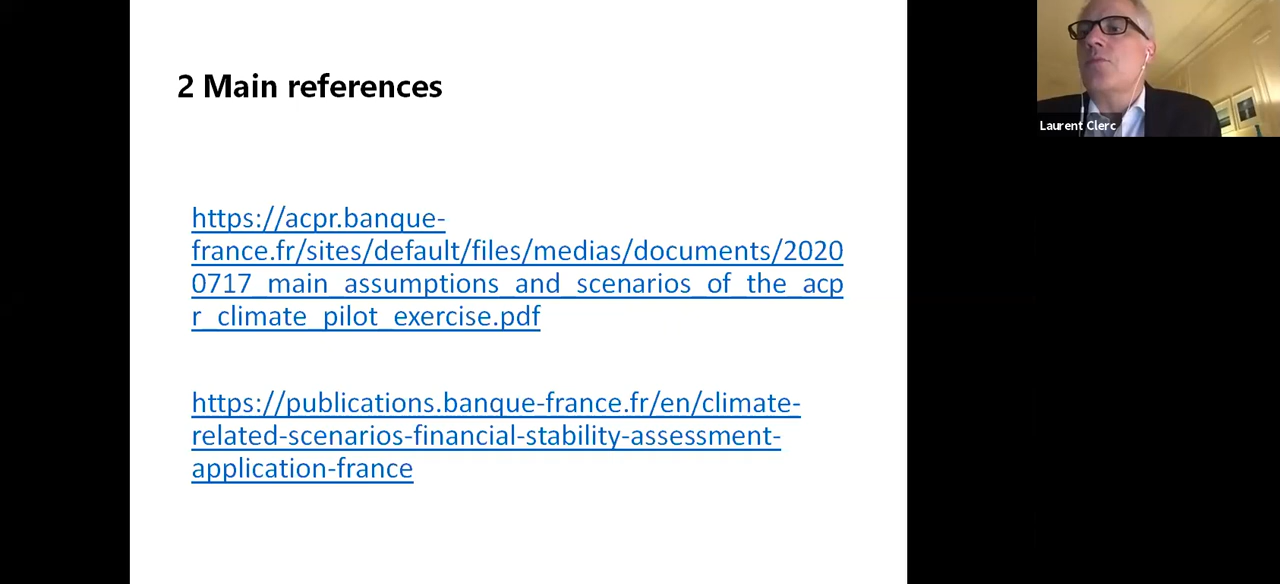 2 Main references
https://acpr.banque-
france.fr/sites/default/files/medias/documents/2020
0717_main_assumptions_and_scenarios_of_the_acp
r_climate_pilot_exercise.pdf
https://publications.banque-france.fr/en/climate-
related-scenarios-financial-stability-assessment-
application-france
Laurent Clerc